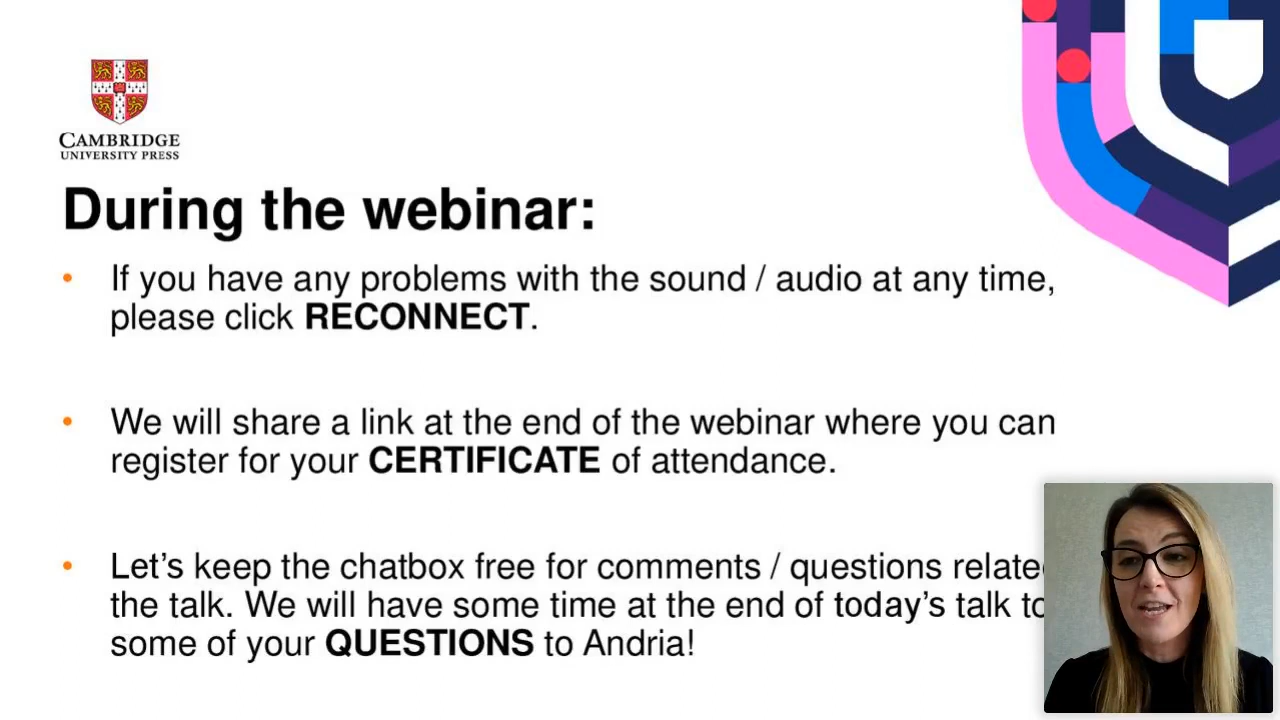 CAMBRIDGE
UNIVERSITY PRESS
During the webinar:
• If you have any problems with the sound / audio at any time,
please click RECONNECT.
• We will share a link at the end of the webinar where you can
register for your CERTIFICATE of attendance.
• Let's keep the chatbox free for comments / questions
the talk. We will have some time at the end of today's talk
some of your QUESTIONS to Andria!